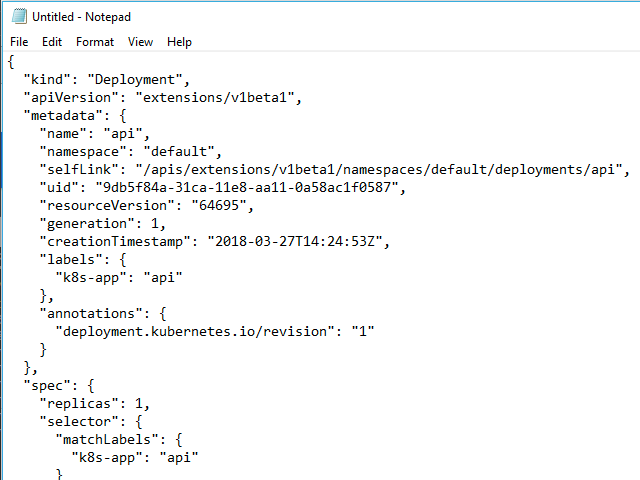 Untitled - Notepad
File Edit Format View Help
{
  "kind": "Deployment",
  "apiVersion": "extensions/v1beta1",
  "metadata": {
    "name": "api",
    "namespace": "default",
    "selfLink": "/apis/extensions/v1beta1/namespaces/default/deployments/api",
    "uid": "9db5f84a-31ca-11e8-aa11-0a58ac1f0587",
    "resourceVersion": "64695",
    "generation": 1,
    "creationTimestamp": "2018-03-27T14:24:53Z",
    "labels": {
      "k8s-app": "api"
    },
    "annotations": {
      "deployment.kubernetes.io/revision": "1"
    }
  },
  "spec": {
    "replicas": 1,
    "selector": {
      "matchLabels": {
        "k8s-app": "api"
      }